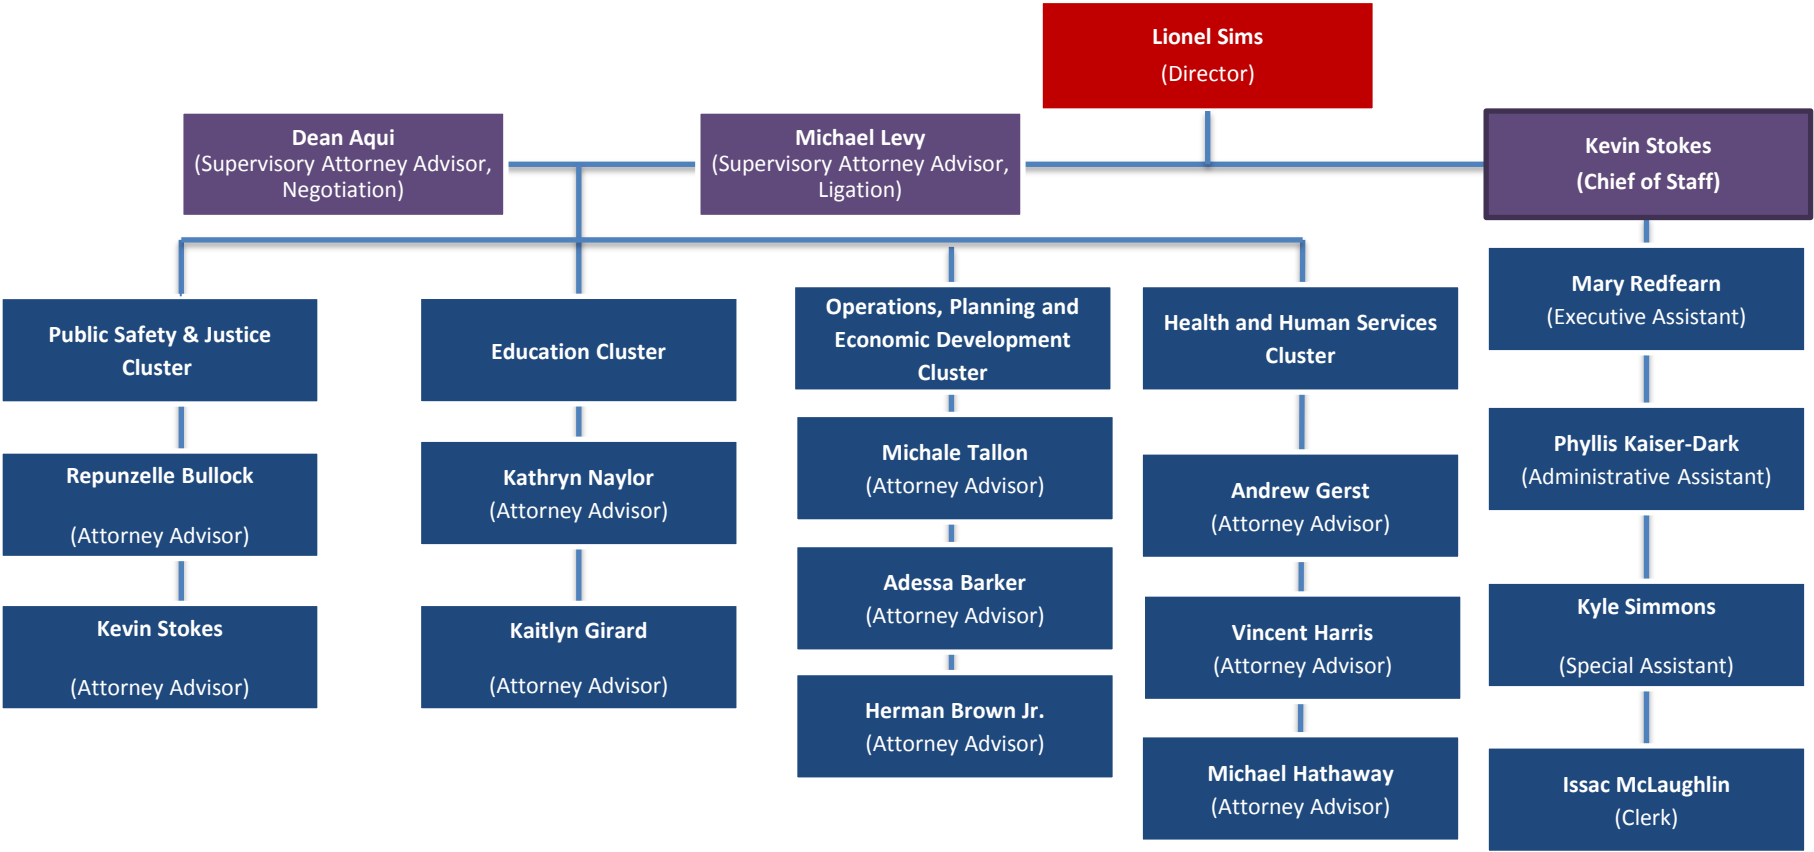 Lionel Sims
(Director)
Dean Aqui
(Supervisory Attorney Advisor,
Negotiation)
Michael Levy
(Supervisory Attorney Advisor,
Ligation)
Kevin Stokes
(Chief of Staff)
Public Safety & Justice
Cluster
Repunzelle Bullock
(Attorney Advisor)
Kevin Stokes
(Attorney Advisor)
Education Cluster
Kathryn Naylor
(Attorney Advisor)
Kaitlyn Girard
(Attorney Advisor)
Operations, Planning and
Economic Development
Cluster
Michale Tallon
(Attorney Advisor)
Adessa Barker
(Attorney Advisor)
Herman Brown Jr.
(Attorney Advisor)
Health and Human Services
Cluster
Andrew Gerst
(Attorney Advisor)
Vincent Harris
(Attorney Advisor)
Michael Hathaway
(Attorney Advisor)
Mary Redfearn
(Executive Assistant)
Phyllis Kaiser-Dark
(Administrative Assistant)
Kyle Simmons
(Special Assistant)
Issac McLaughlin
(Clerk)